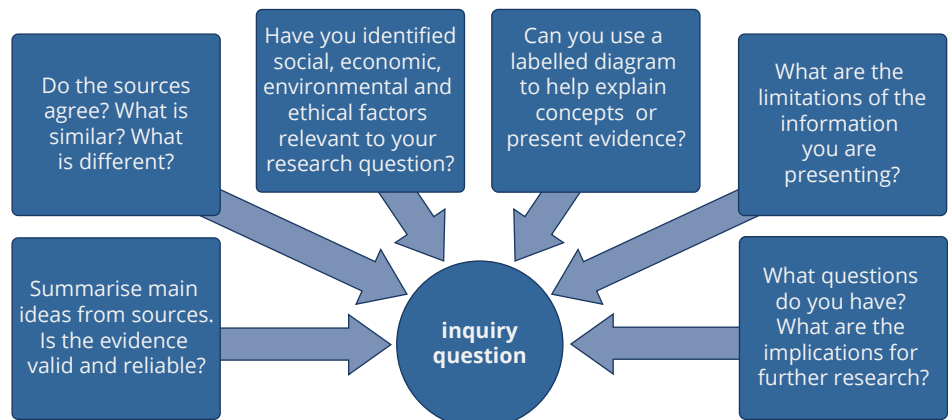 Do the sources
agree? What is
similar? What
is different?
Have you identified
social, economic,
environmental and
ethical factors
relevant to your
research question?
Can you use a
labelled diagram
to help explain
concepts or
present evidence?
What are the
limitations of the
information
you are
presenting?
Summarise main
ideas from sources.
Is the evidence
valid and reliable?
inquiry
question
What questions
do you have?
What are the
implications for
further research?